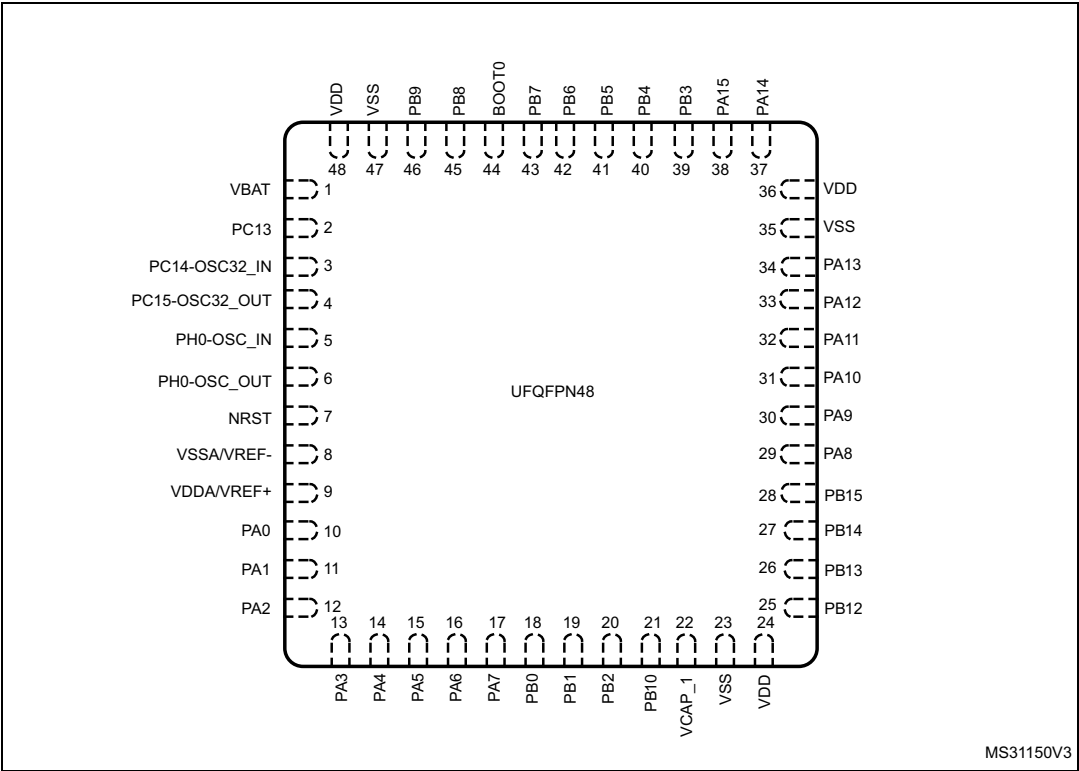 VDD
VSS
PB9
PB8
BOOT0
PB7
PB6
PB5
PB4
PB3
PA15
PA14
48
47
46
45
44
43
42
41
40
39
38
37
VBAT 1
PC13 2
PC14-OSC32_IN 3
PC15-OSC32_OUT 4
PH0-OSC_IN 5
PH0-OSC_OUT 6
NRST 7
VSSA/VREF- 8
VDDA/VREF+ 9
PA0 10
PA1 11
PA2 12
UFQFPN48
36 VDD
35 VSS
34 PA13
33 PA12
32 PA11
31 PA10
30 PA9
29 PA8
28 PB15
27 PB14
26 PB13
25 PB12
13
14
15
16
17
18
19
20
21
22
23
24
PA3
PA4
PA5
PA6
PA7
PB0
PB1
PB2
PB10
VCAP_1
VSS
VDD
MS31150V3